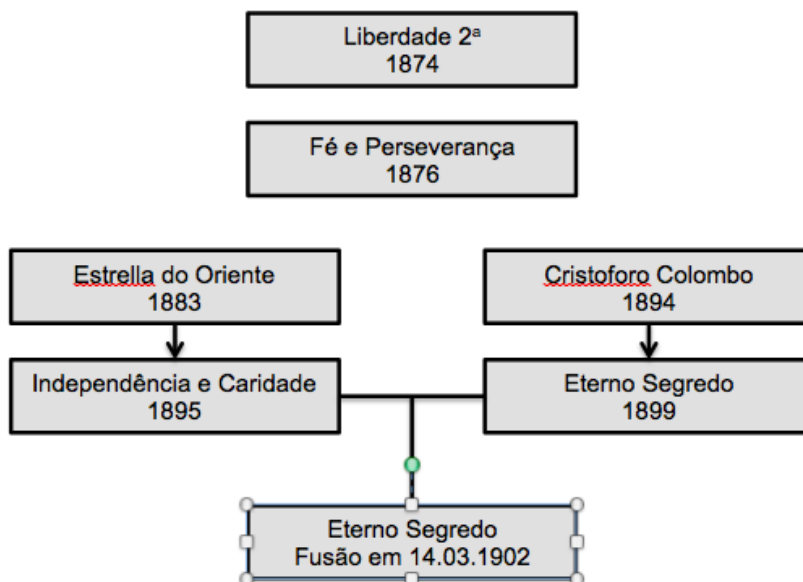 Liberdade 2ª
1874
Fé e Perseverança
1876
Estrella do Oriente
1883
Cristoforo Colombo
1894
Independência e Caridade
1895
Eterno Segredo
1899
Eterno Segredo
Fusão em 14.03.1902